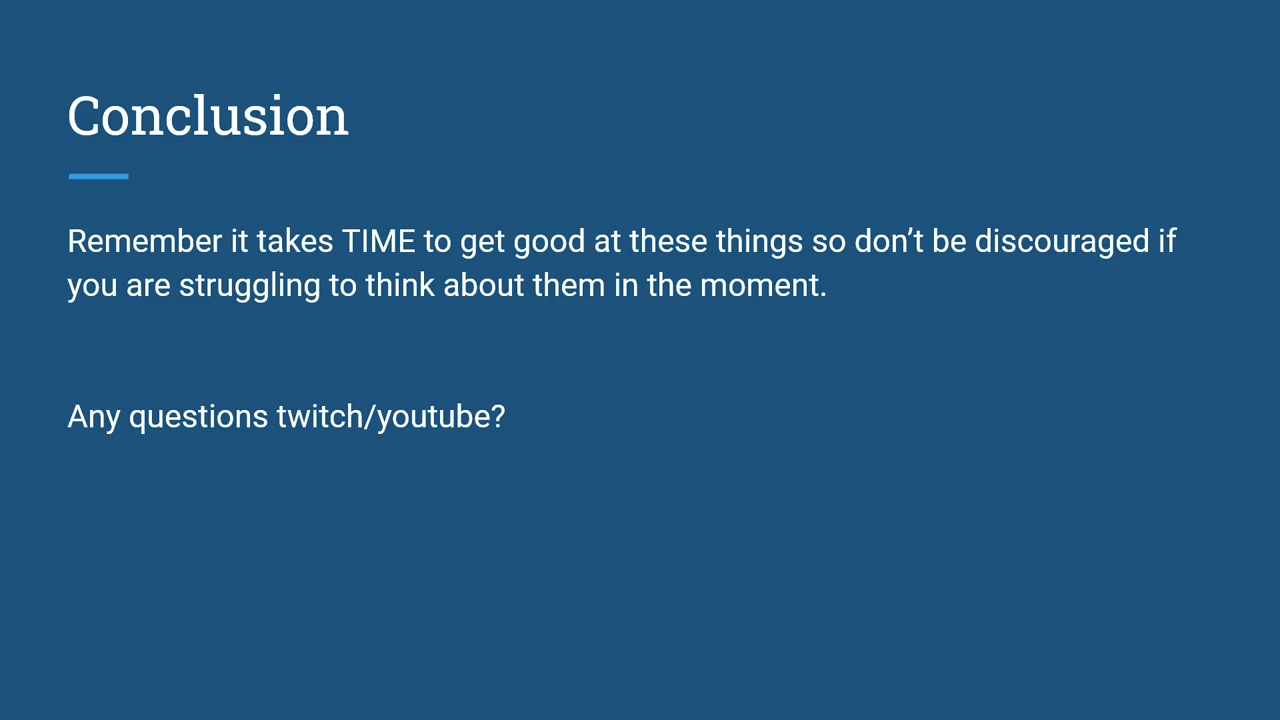 Conclusion
Remember it takes TIME to get good at these things so don’t be discouraged if
you are struggling to think about them in the moment.
Any questions twitch/youtube?